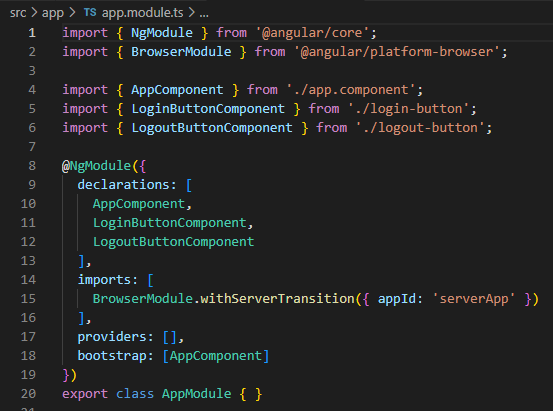 src > app > TS app.module.ts > ...
1 import { NgModule } from '@angular/core';
2 import { BrowserModule } from '@angular/platform-browser';
3
4 import { AppComponent } from './app.component';
5 import { LoginButtonComponent } from './login-button';
6 import { LogoutButtonComponent } from './logout-button';
7
8 @NgModule({
9   declarations: [
10     AppComponent,
11     LoginButtonComponent,
12     LogoutButtonComponent
13   ],
14   imports: [
15     BrowserModule.withServerTransition({ appId: 'serverApp' })
16   ],
17   providers: [],
18   bootstrap: [AppComponent]
19 })
20 export class AppModule { }